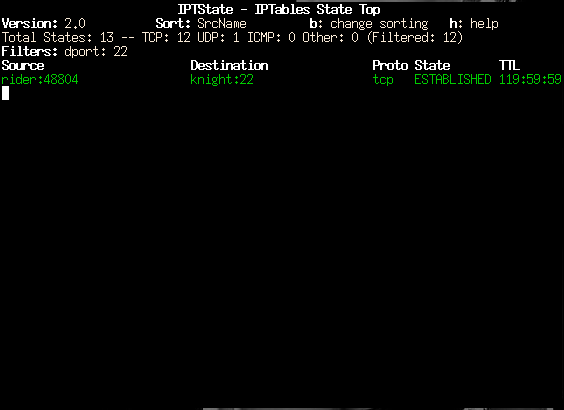 IPTState - IPTables State Top
Version: 2.0 Sort: SrcName b: change sorting h: help
Total States: 13 -- TCP: 12 UDP: 1 ICMP: 0 Other: 0 (Filtered: 12)
Filters: dport: 22
Source Destination Proto State TTL
rider:48804 knight:22 tcp ESTABLISHED 119:59:59